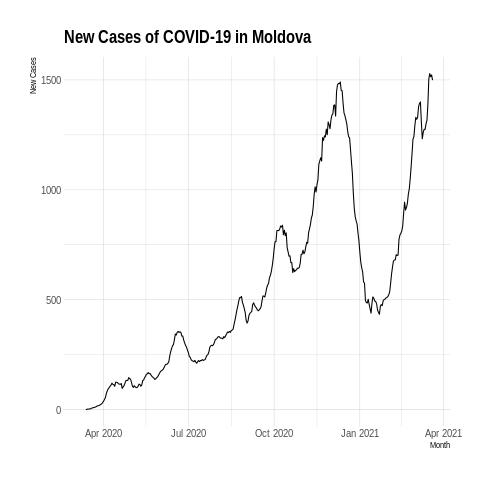 New Cases of COVID-19 in Moldova
New Cases
1500
1000
500
0
Apr 2020 Jul 2020 Oct 2020 Jan 2021 Apr 2021
Month